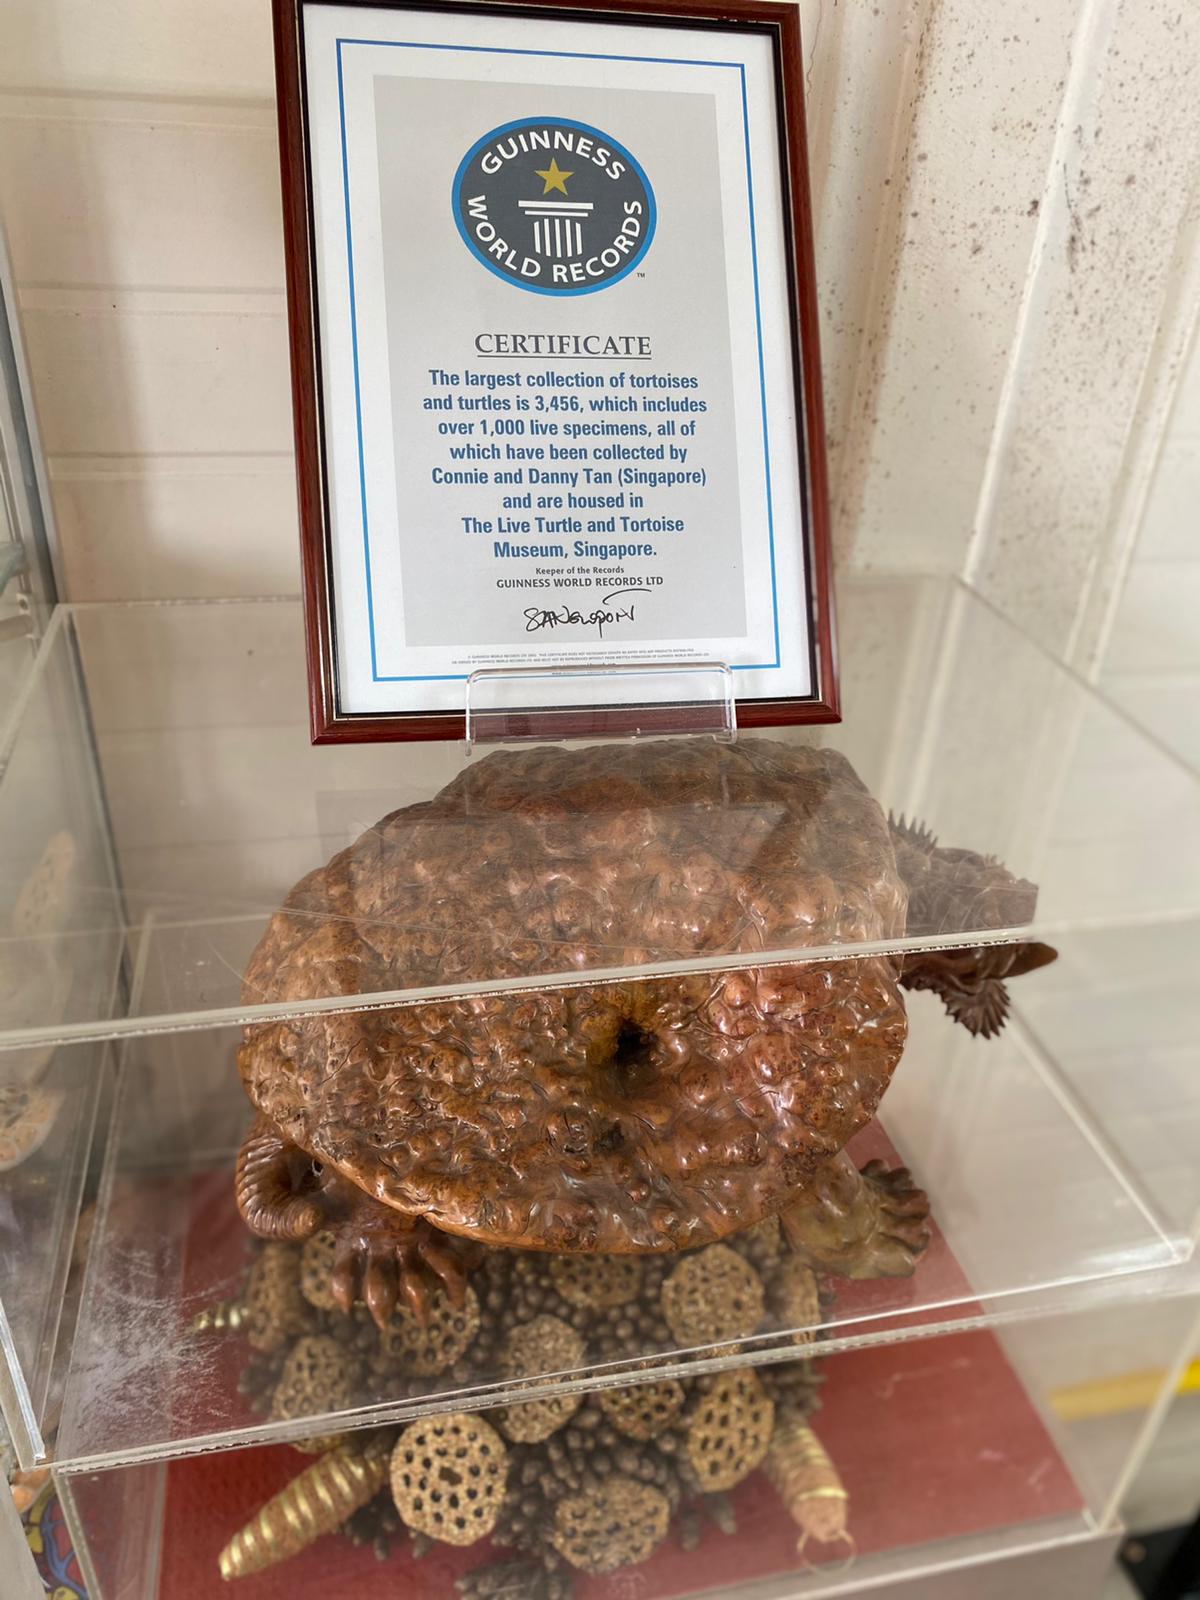 GUINNESS
WORLD RECORDS
TM
CERTIFICATE
The largest collection of tortoises
and turtles is 3,456, which includes
over 1,000 live specimens, all of
which have been collected by
Connie and Danny Tan (Singapore)
and are housed in
The Live Turtle and Tortoise
Museum, Singapore.
Keeper of the Records
GUINNESS WORLD RECORDS LTD